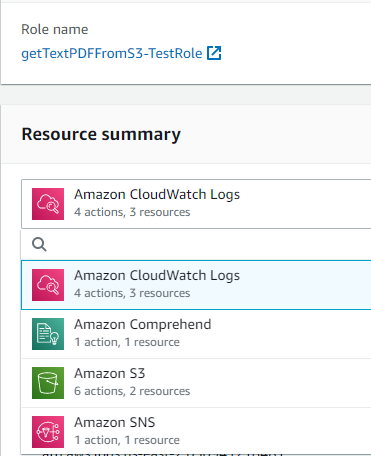 Role name
getTextPDFFromS3-TestRole
Resource summary
Amazon CloudWatch Logs
4 actions, 3 resources
Amazon CloudWatch Logs
4 actions, 3 resources
Amazon Comprehend
1 action, 1 resource
Amazon S3
6 actions, 2 resources
Amazon SNS
1 action, 1 resource